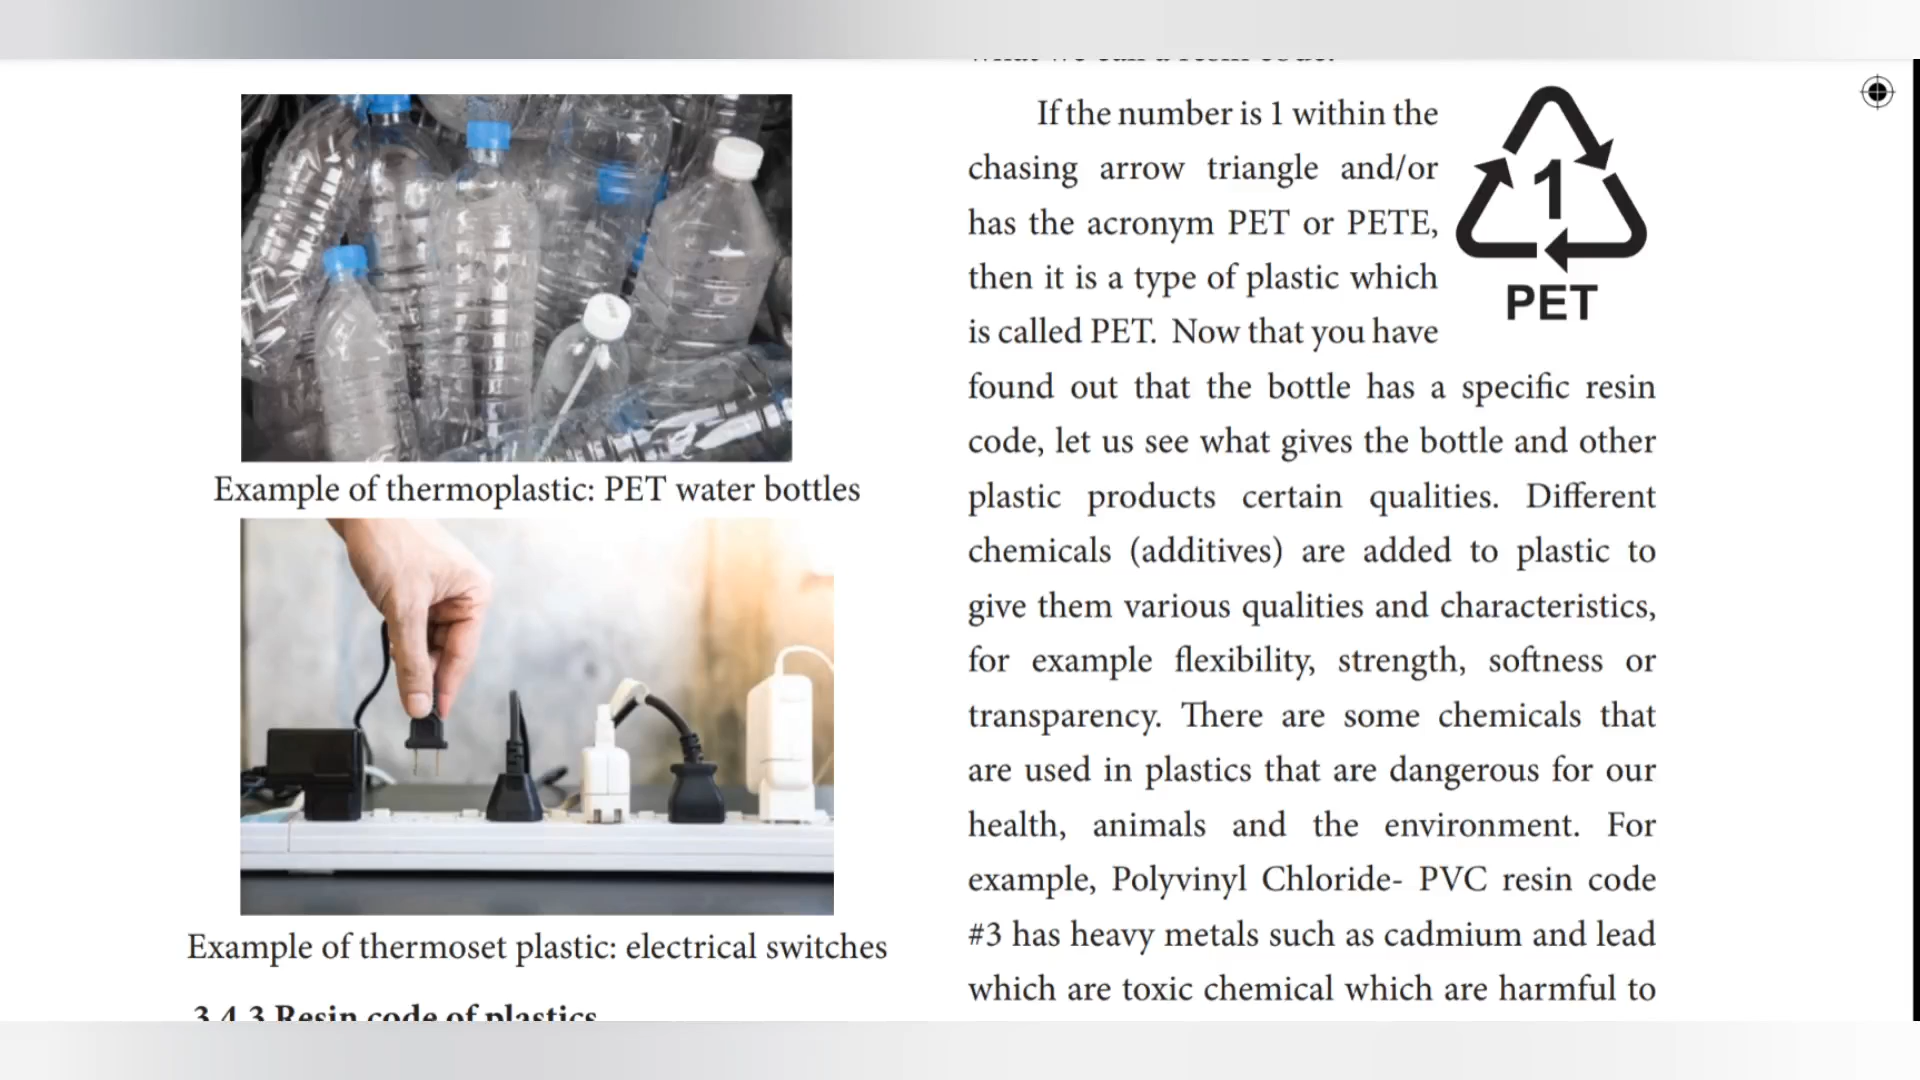 Example of thermoplastic: PET water bottles
Example of thermoset plastic: electrical switches
3.4.3 Resin code of plastics
what we call a resin code.
If the number is 1 within the
chasing arrow triangle and/or
has the acronym PET or PETE,
then it is a type of plastic which
is called PET. Now that you have
1
PET
found out that the bottle has a specific resin
code, let us see what gives the bottle and other
plastic products certain qualities. Different
chemicals (additives) are added to plastic to
give them various qualities and characteristics,
for example flexibility, strength, softness or
transparency. There are some chemicals that
are used in plastics that are dangerous for our
health, animals and the environment. For
example, Polyvinyl Chloride- PVC resin code
#3 has heavy metals such as cadmium and lead
which are toxic chemical which are harmful to